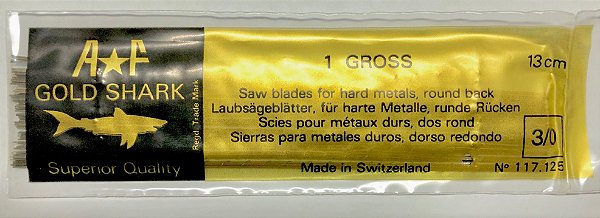 A★F
GOLD SHARK
Regd. Trade Mark
Superior Quality
1 GROSS
13 cm
Saw blades for hard metals, round back
Laubsägeblätter, für harte Metalle, runde Rücken
Scies pour métaux durs, dos rond
Sierras para metales duros, dorso redondo
3/0
Made in Switzerland
Nº 117.125